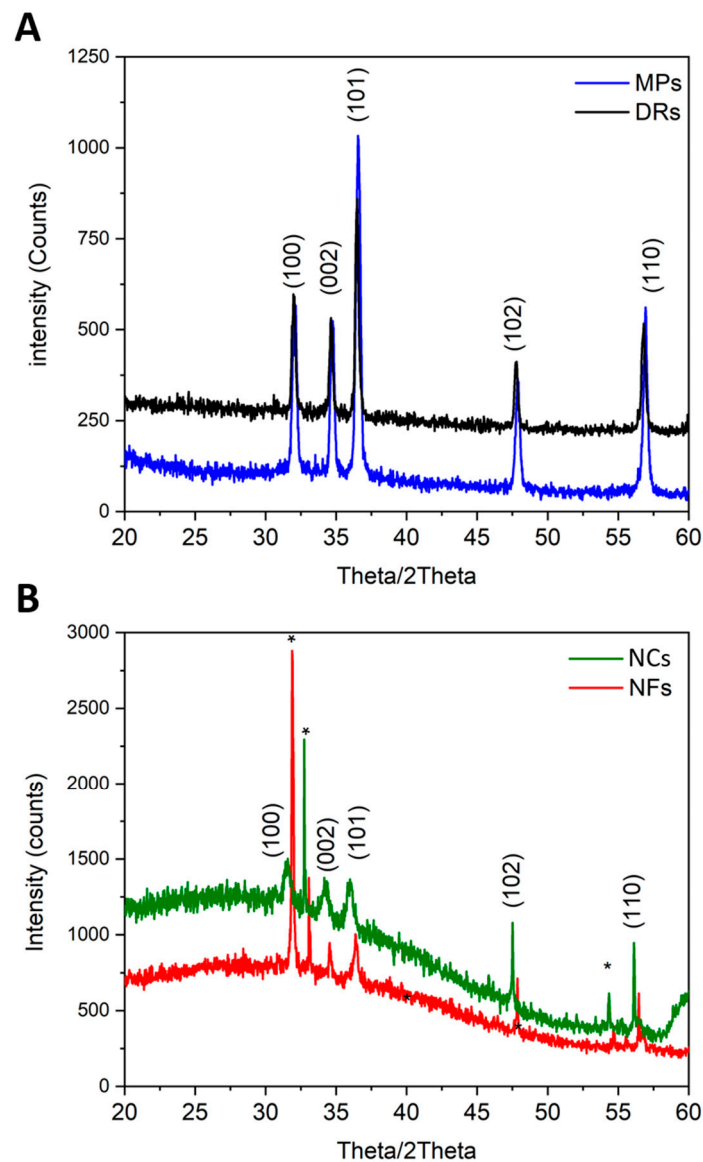 A
1250
1000
750
500
250
0
intensity (Counts)
(100)
(002)
(101)
(102)
(110)
MPs
DRs
20 25 30 35 40 45 50 55 60
Theta/2Theta
B
3000
2500
2000
1500
1000
500
0
Intensity (counts)
(100)
*
*
(002)
(101)
*
(102)
*
*
(110)
NCs
NFs
20 25 30 35 40 45 50 55 60
Theta/2Theta